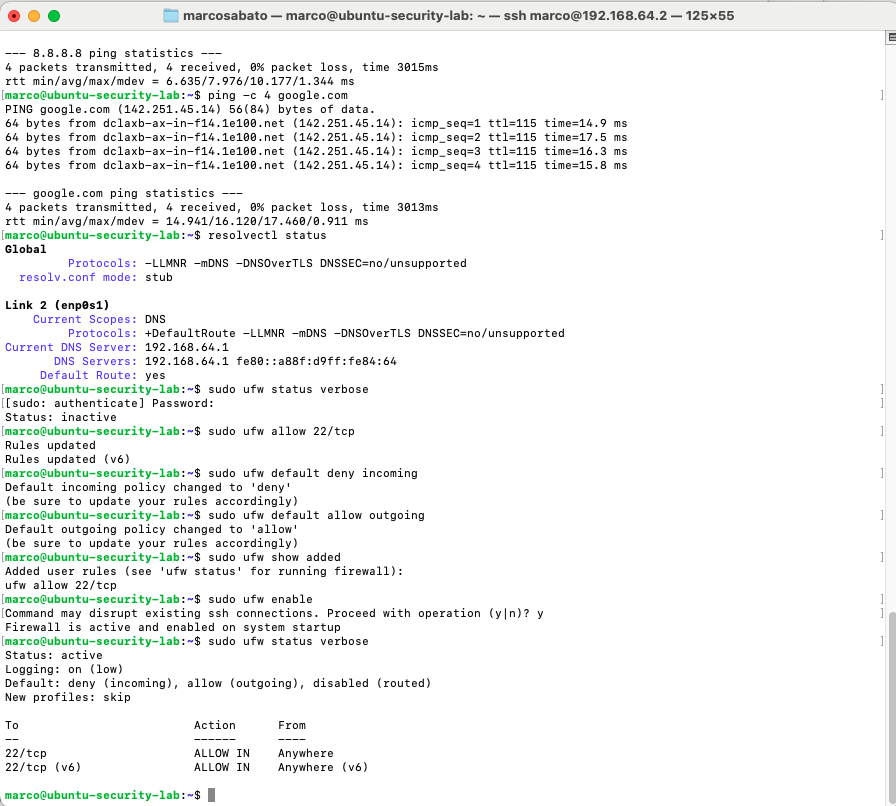 marcosabato — marco@ubuntu-security-lab: ~ — ssh marco@192.168.64.2 — 125×55
--- 8.8.8.8 ping statistics ---
4 packets transmitted, 4 received, 0% packet loss, time 3015ms
rtt min/avg/max/mdev = 6.635/7.976/10.177/1.344 ms
[marco@ubuntu-security-lab:~$ ping -c 4 google.com ]
PING google.com (142.251.45.14) 56(84) bytes of data.
64 bytes from dclaxb-ax-in-f14.1e100.net (142.251.45.14): icmp_seq=1 ttl=115 time=14.9 ms
64 bytes from dclaxb-ax-in-f14.1e100.net (142.251.45.14): icmp_seq=2 ttl=115 time=17.5 ms
64 bytes from dclaxb-ax-in-f14.1e100.net (142.251.45.14): icmp_seq=3 ttl=115 time=16.3 ms
64 bytes from dclaxb-ax-in-f14.1e100.net (142.251.45.14): icmp_seq=4 ttl=115 time=15.8 ms
--- google.com ping statistics ---
4 packets transmitted, 4 received, 0% packet loss, time 3013ms
rtt min/avg/max/mdev = 14.941/16.120/17.460/0.911 ms
[marco@ubuntu-security-lab:~$ resolvectl status ]
Global
Protocols: -LLMNR -mDNS -DNSOverTLS DNSSEC=no/unsupported
resolv.conf mode: stub
Link 2 (enp0s1)
Current Scopes: DNS
Protocols: +DefaultRoute -LLMNR -mDNS -DNSOverTLS DNSSEC=no/unsupported
Current DNS Server: 192.168.64.1
DNS Servers: 192.168.64.1 fe80::a88f:d9ff:fe84:64
Default Route: yes
[marco@ubuntu-security-lab:~$ sudo ufw status verbose ]
[[sudo: authenticate] Password: ]
Status: inactive
[marco@ubuntu-security-lab:~$ sudo ufw allow 22/tcp ]
Rules updated
Rules updated (v6)
[marco@ubuntu-security-lab:~$ sudo ufw default deny incoming ]
Default incoming policy changed to 'deny'
(be sure to update your rules accordingly)
[marco@ubuntu-security-lab:~$ sudo ufw default allow outgoing ]
Default outgoing policy changed to 'allow'
(be sure to update your rules accordingly)
[marco@ubuntu-security-lab:~$ sudo ufw show added ]
Added user rules (see 'ufw status' for running firewall):
ufw allow 22/tcp
[marco@ubuntu-security-lab:~$ sudo ufw enable ]
[Command may disrupt existing ssh connections. Proceed with operation (y|n)? y ]
Firewall is active and enabled on system startup
[marco@ubuntu-security-lab:~$ sudo ufw status verbose ]
Status: active
Logging: on (low)
Default: deny (incoming), allow (outgoing), disabled (routed)
New profiles: skip
To Action From
-- ------ ----
22/tcp ALLOW IN Anywhere
22/tcp (v6) ALLOW IN Anywhere (v6)
marco@ubuntu-security-lab:~$